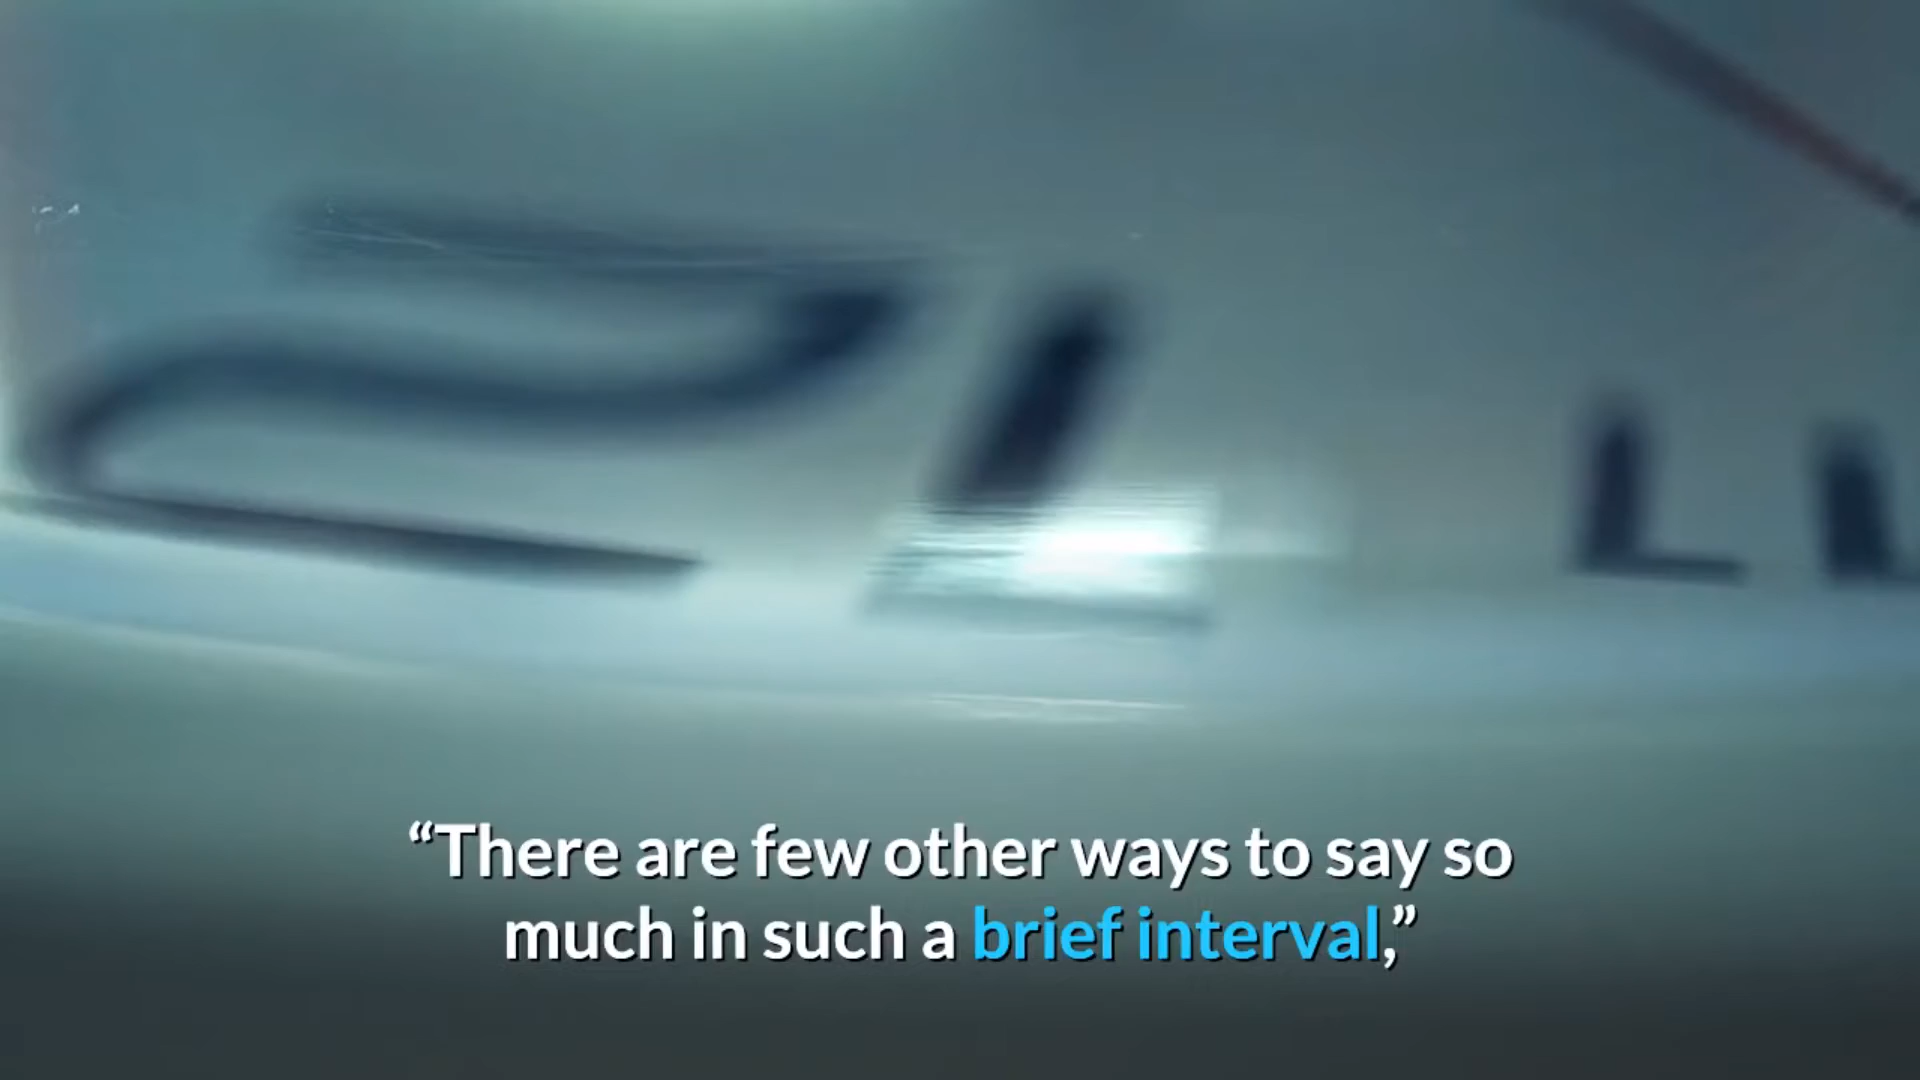 “There are few other ways to say so
much in such a brief interval,”